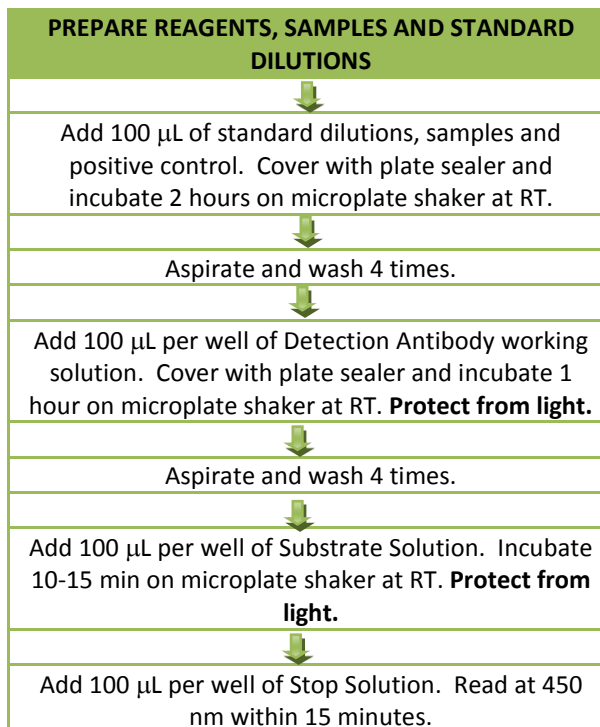 PREPARE REAGENTS, SAMPLES AND STANDARD
DILUTIONS
Add 100 μL of standard dilutions, samples and
positive control.  Cover with plate sealer and
incubate 2 hours on microplate shaker at RT.
Aspirate and wash 4 times.
Add 100 μL per well of Detection Antibody working
solution.  Cover with plate sealer and incubate 1
hour on microplate shaker at RT. Protect from light.
Aspirate and wash 4 times.
Add 100 μL per well of Substrate Solution.  Incubate
10-15 min on microplate shaker at RT. Protect from
light.
Add 100 μL per well of Stop Solution.  Read at 450
nm within 15 minutes.